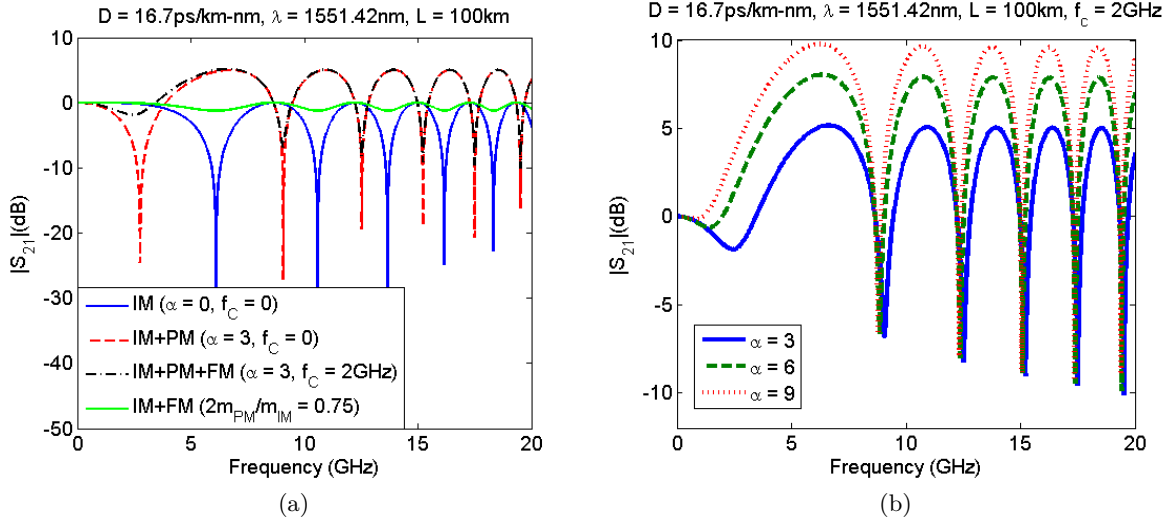 D = 16.7ps/km-nm, λ = 1551.42nm, L = 100km
10
0
-10
-20
-30
-40
-50
|S21|(dB)
IM (α = 0, fC = 0)
IM+PM (α = 3, fC = 0)
IM+PM+FM (α = 3, fC = 2GHz)
IM+FM (2mPM/mIM = 0.75)
0 5 10 15 20
Frequency (GHz)
(a)
D = 16.7ps/km-nm, λ = 1551.42nm, L = 100km, fc = 2GHz
10
5
0
-5
-10
|S21|(dB)
α = 3
α = 6
α = 9
0 5 10 15 20
Frequency (GHz)
(b)